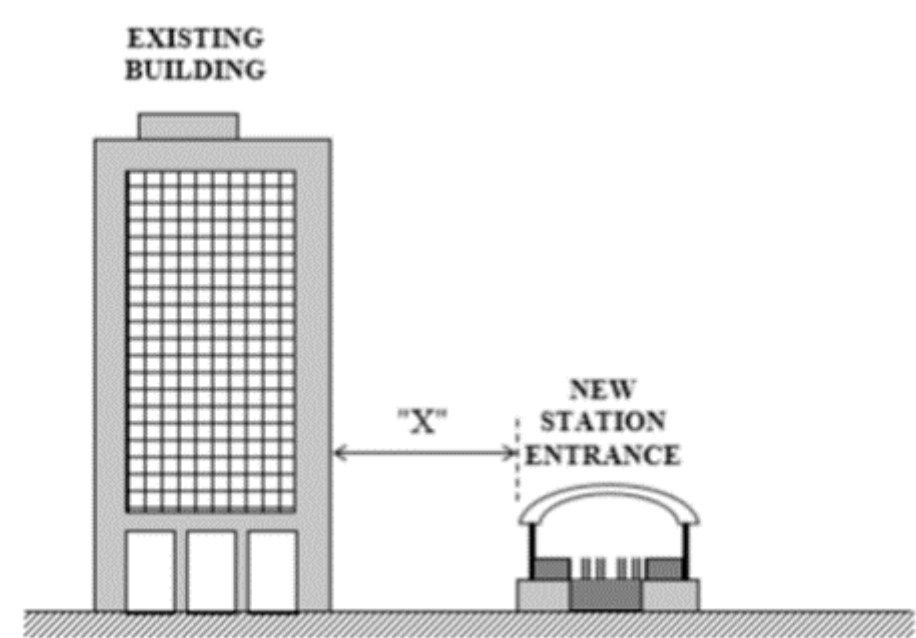 EXISTING
BUILDING
"X"
NEW
STATION
ENTRANCE